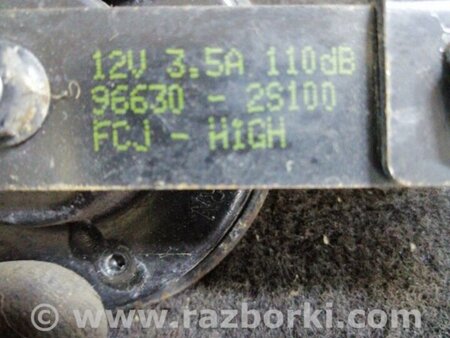 12V 3.5A 110dB
96630 - 2S100
FCJ - HIGH
© www.razborki.com